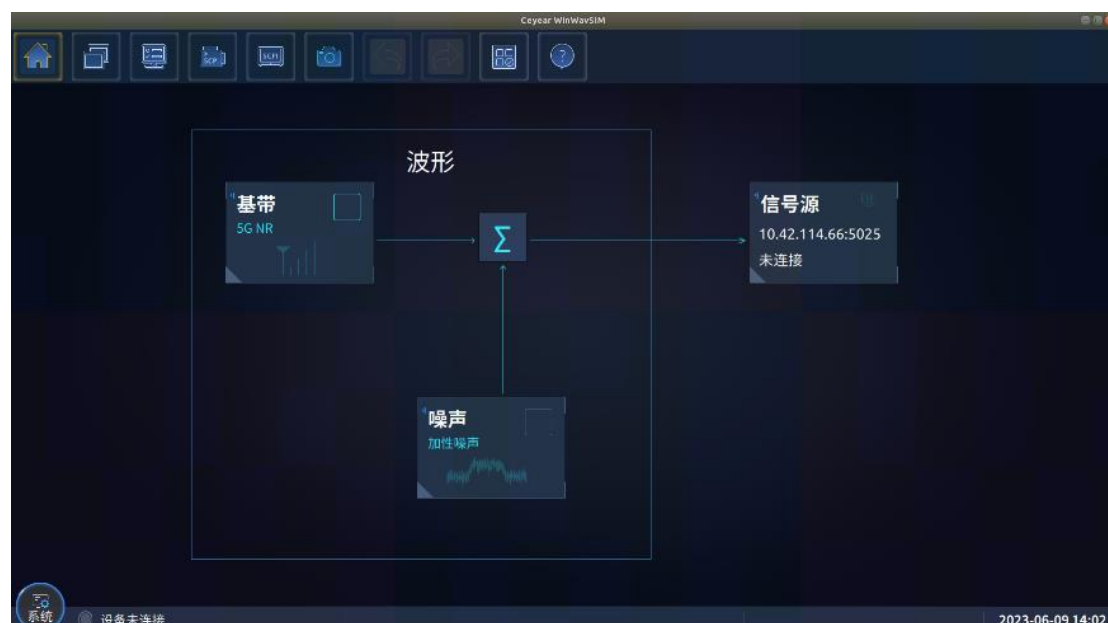 Ceyear WinWavSIM
SCPI
波形
基带
5G NR
Σ
信号源
10.42.114.66:5025
未连接
噪声
加性噪声
系统
设备未连接
2023-06-09 14:02